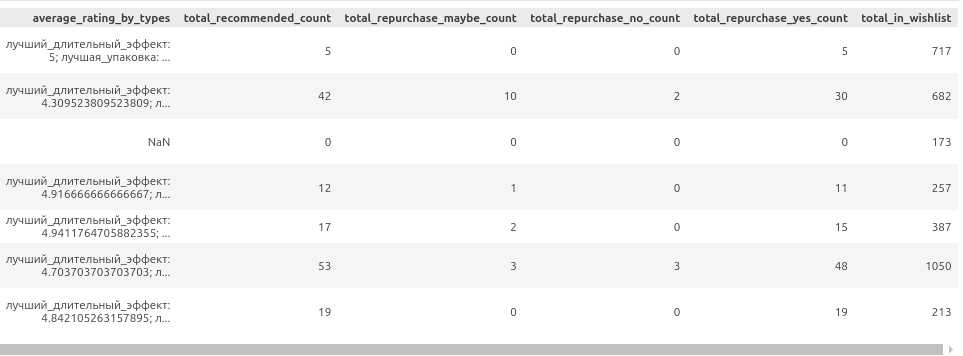 average_rating_by_types total_recommended_count total_repurchase_maybe_count total_repurchase_no_count total_repurchase_yes_count total_in_wishlist
лучший_длительный_эффект:
5; лучшая_упаковка: ... 5 0 0 5 717
лучший_длительный_эффект:
4.309523809523809; л... 42 10 2 30 682
NaN 0 0 0 0 173
лучший_длительный_эффект:
4.916666666666667; л... 12 1 0 11 257
лучший_длительный_эффект:
4.9411764705882355; ... 17 2 0 15 387
лучший_длительный_эффект:
4.703703703703703; л... 53 3 3 48 1050
лучший_длительный_эффект:
4.842105263157895; л... 19 0 0 19 213